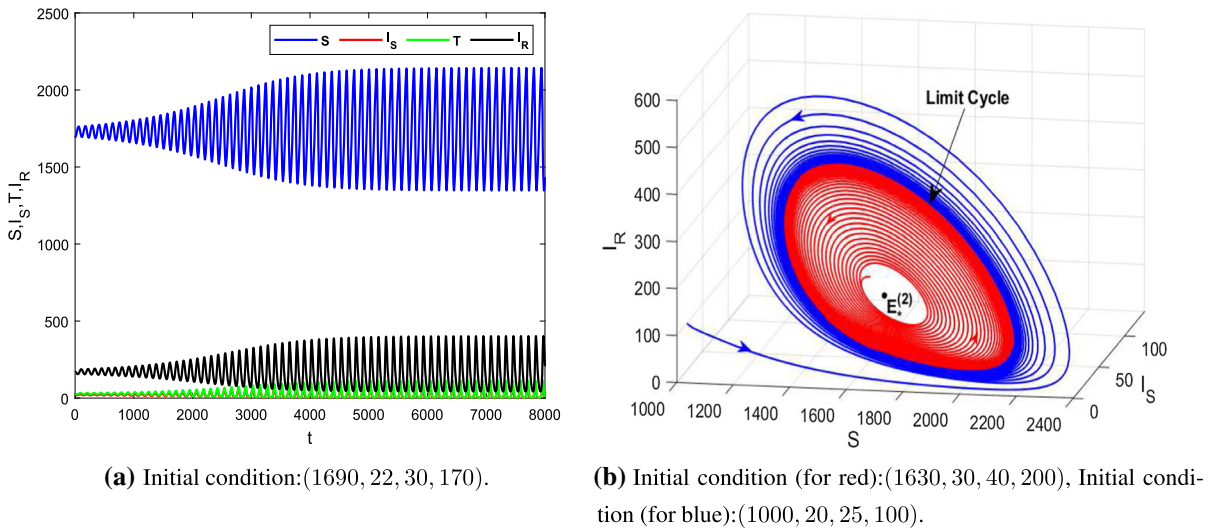 2500
2000
1500
1000
500
0
S,I_S,T,I_R
S I_S T I_R
0 1000 2000 3000 4000 5000 6000 7000 8000
t
(a) Initial condition:(1690, 22, 30, 170).
Limit Cycle
600
500
400
300
200
100
0
I_R
E_*^(2)
1000 1200 1400 1600 1800 2000 2200 2400
S
0 50 100
I_S
(b) Initial condition (for red):(1630, 30, 40, 200), Initial condi-
tion (for blue):(1000, 20, 25, 100).